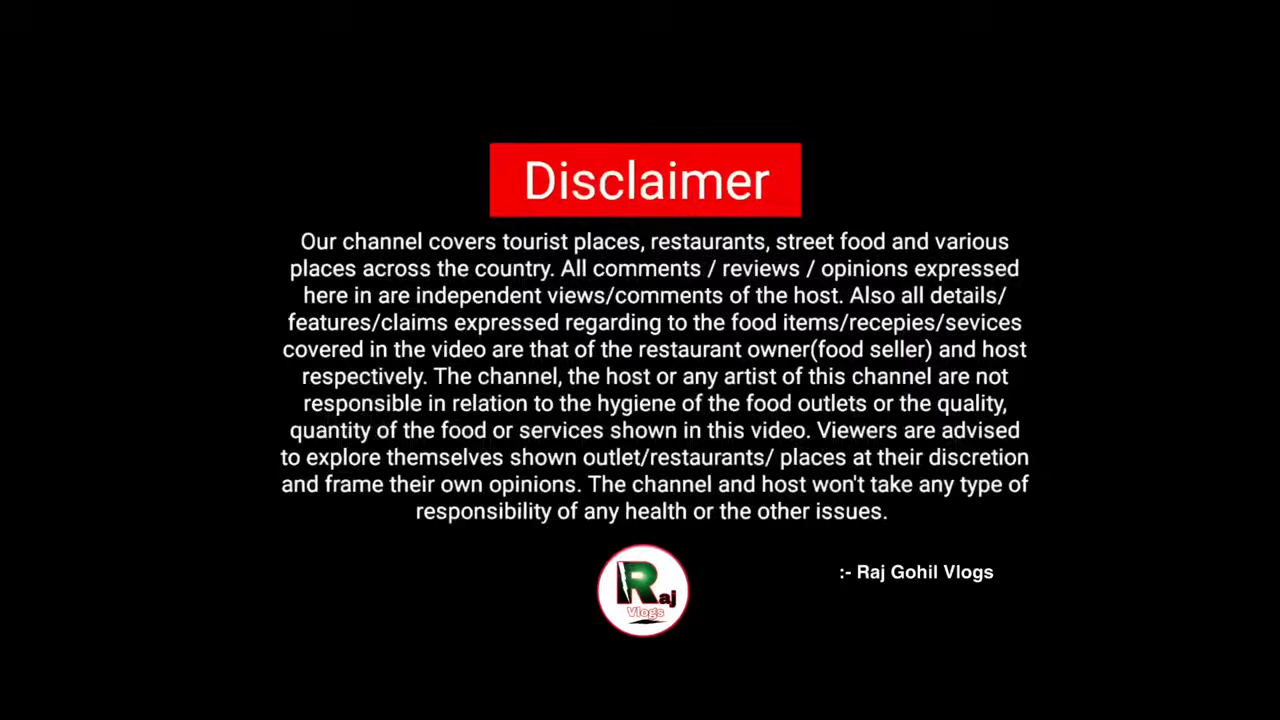 Disclaimer
Our channel covers tourist places, restaurants, street food and various
places across the country. All comments / reviews / opinions expressed
here in are independent views/comments of the host. Also all details/
features/claims expressed regarding to the food items/recepies/sevices
covered in the video are that of the restaurant owner(food seller) and host
respectively. The channel, the host or any artist of this channel are not
responsible in relation to the hygiene of the food outlets or the quality,
quantity of the food or services shown in this video. Viewers are advised
to explore themselves shown outlet/restaurants/ places at their discretion
and frame their own opinions. The channel and host won't take any type of
responsibility of any health or the other issues.
:- Raj Gohil Vlogs
Raj
Vlogs